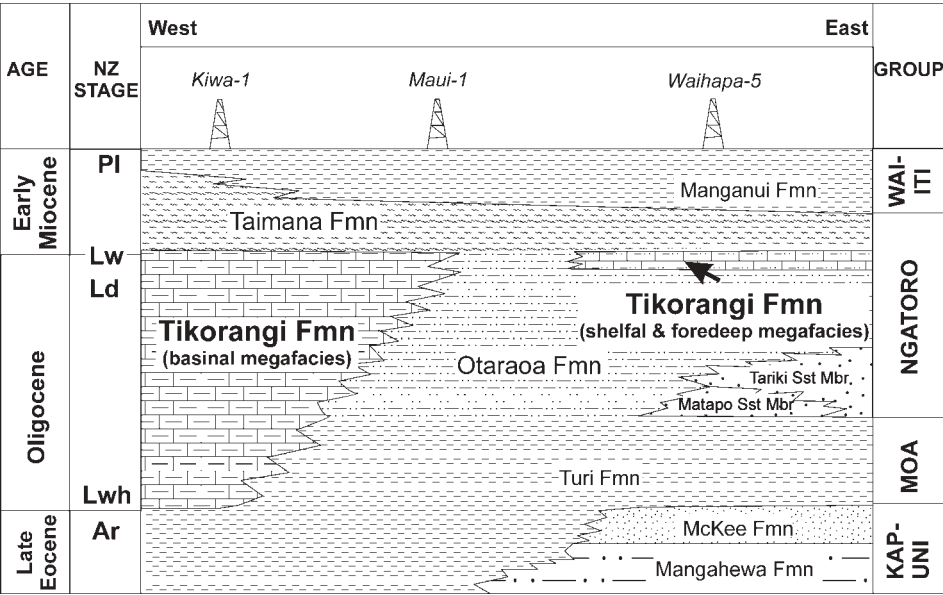 West
East
AGE
NZ
STAGE
GROUP
Kiwa-1
Maui-1
Waihapa-5
Early
Miocene
Pl
Manganui Fmn
WAI-
ITI
Taimana Fmn
Lw
Ld
Tikorangi Fmn
(basinal megafacies)
Tikorangi Fmn
(shelfal & foredeep megafacies)
NGATORO
Oligocene
Otaraoa Fmn
Tariki Sst Mbr
Matapo Sst Mbr
Turi Fmn
MOA
Lwh
Late
Eocene
Ar
McKee Fmn
Mangahewa Fmn
KAP-
UNI